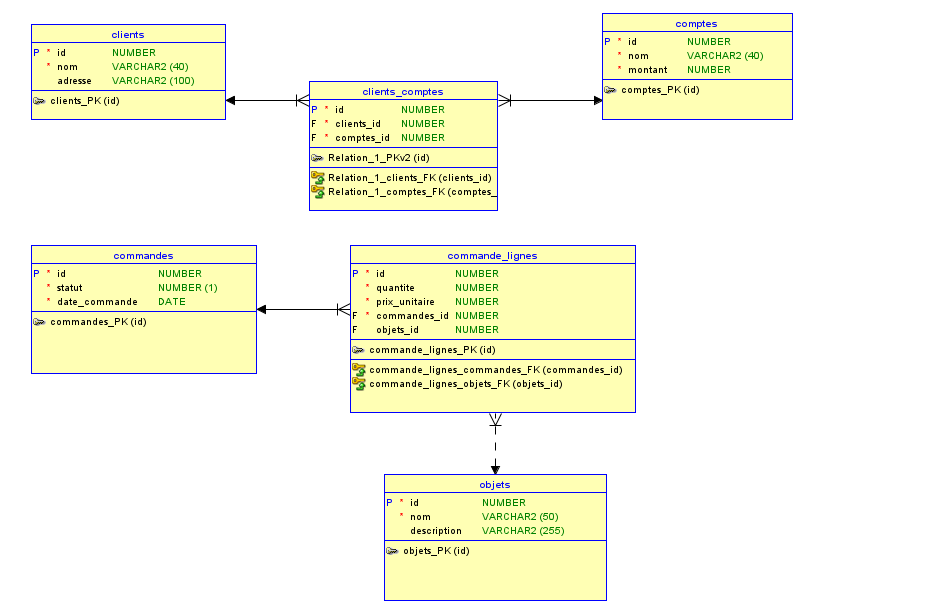 clients
P * id NUMBER
* nom VARCHAR2 (40)
adresse VARCHAR2 (100)
clients_PK (id)
comptes
P * id NUMBER
* nom VARCHAR2 (40)
* montant NUMBER
comptes_PK (id)
clients_comptes
P * id NUMBER
F * clients_id NUMBER
F * comptes_id NUMBER
Relation_1_PKv2 (id)
Relation_1_clients_FK (clients_id)
Relation_1_comptes_FK (comptes_
commandes
P * id NUMBER
* statut NUMBER (1)
* date_commande DATE
commandes_PK (id)
commande_lignes
P * id NUMBER
* quantite NUMBER
* prix_unitaire NUMBER
F * commandes_id NUMBER
F objets_id NUMBER
commande_lignes_PK (id)
commande_lignes_commandes_FK (commandes_id)
commande_lignes_objets_FK (objets_id)
objets
P * id NUMBER
* nom VARCHAR2 (50)
description VARCHAR2 (255)
objets_PK (id)